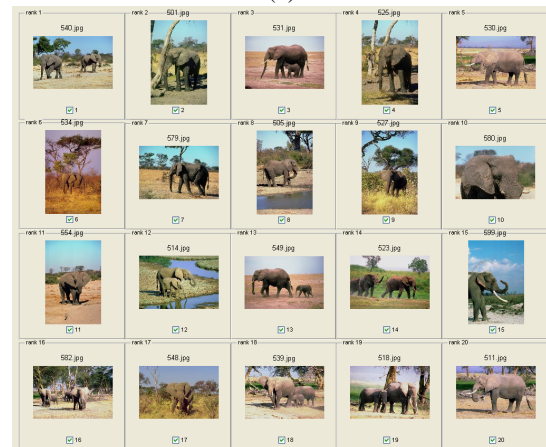 rank 1
540.jpg
1
rank 2
501.jpg
2
rank 3
531.jpg
3
rank 4
525.jpg
4
rank 5
530.jpg
5
rank 6
534.jpg
6
rank 7
579.jpg
7
rank 8
505.jpg
8
rank 9
527.jpg
9
rank 10
580.jpg
10
rank 11
554.jpg
11
rank 12
514.jpg
12
rank 13
549.jpg
13
rank 14
523.jpg
14
rank 15
599.jpg
15
rank 16
582.jpg
16
rank 17
548.jpg
17
rank 18
539.jpg
18
rank 19
518.jpg
19
rank 20
511.jpg
20